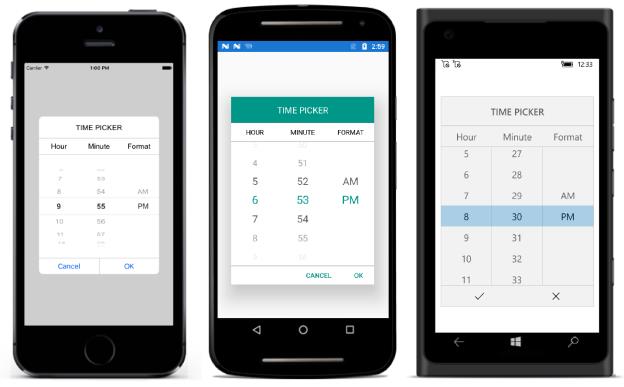 Carrier 1:00 PM
TIME PICKER
Hour Minute Format
7 53
8 54 AM
9 55 PM
10 56
11 57
Cancel OK
2:59
TIME PICKER
HOUR MINUTE FORMAT
4 51
5 52 AM
6 53 PM
7 54
8 55
CANCEL OK
12:33
TIME PICKER
Hour Minute Format
5 27
6 28
7 29 AM
8 30 PM
9 31
10 32
11 33